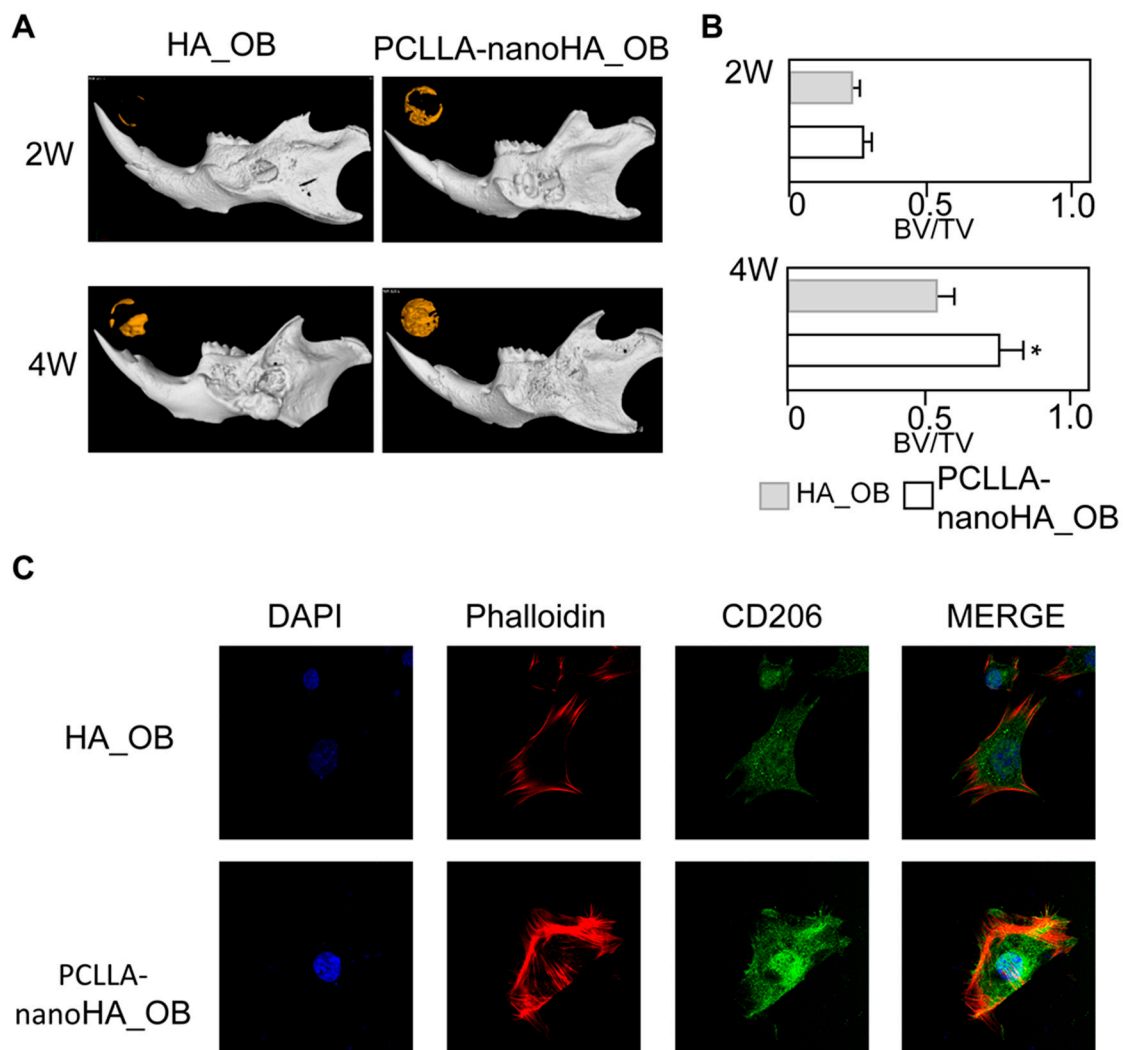 A
HA_OB
PCLLA-nanoHA_OB
2W
4W
B
2W
0
0.5
1.0
BV/TV
4W
*
0
0.5
1.0
BV/TV
HA_OB
PCLLA-
nanoHA_OB
C
DAPI
Phalloidin
CD206
MERGE
HA_OB
PCLLA-
nanoHA_OB